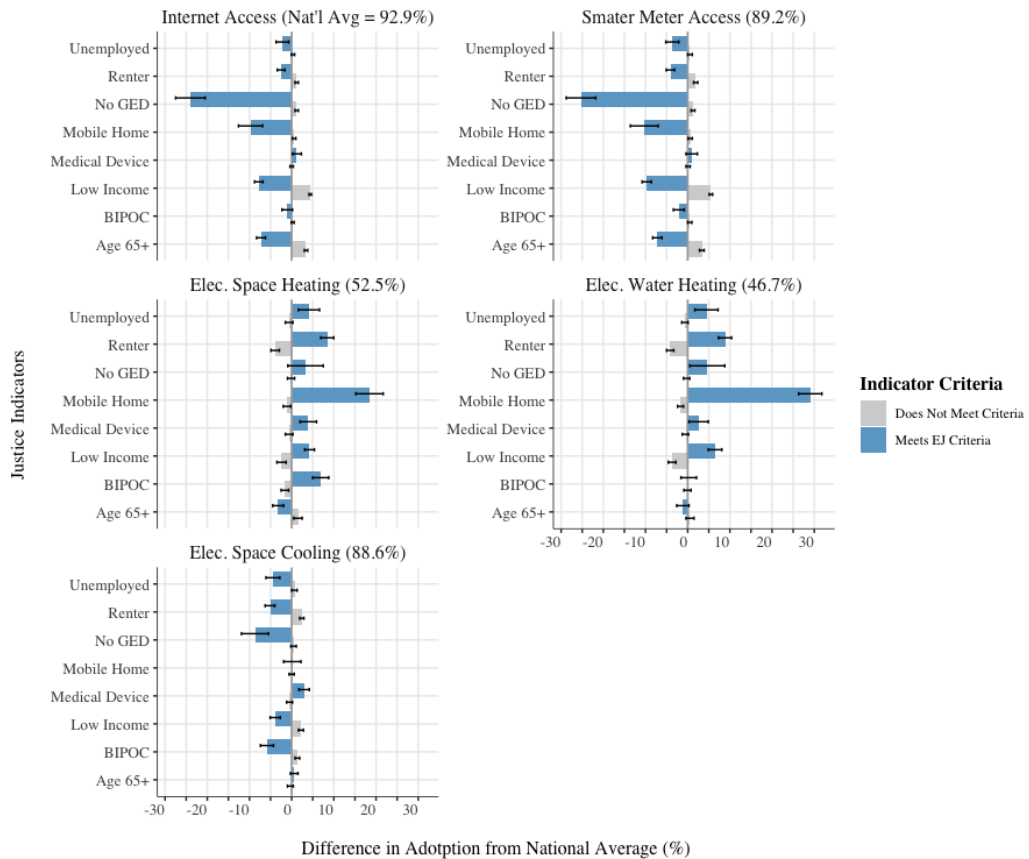 Internet Access (Nat'l Avg = 92.9%)
Unemployed
Renter
No GED
Mobile Home
Medical Device
Low Income
BIPOC
Age 65+
Smater Meter Access (89.2%)
Unemployed
Renter
No GED
Mobile Home
Medical Device
Low Income
BIPOC
Age 65+
Elec. Space Heating (52.5%)
Unemployed
Renter
No GED
Mobile Home
Medical Device
Low Income
BIPOC
Age 65+
Elec. Water Heating (46.7%)
Unemployed
Renter
No GED
Mobile Home
Medical Device
Low Income
BIPOC
Age 65+
-30 -20 -10 0 10 20 30
Elec. Space Cooling (88.6%)
Unemployed
Renter
No GED
Mobile Home
Medical Device
Low Income
BIPOC
Age 65+
-30 -20 -10 0 10 20 30
Justice Indicators
Difference in Adotption from National Average (%)
Indicator Criteria
Does Not Meet Criteria
Meets EJ Criteria